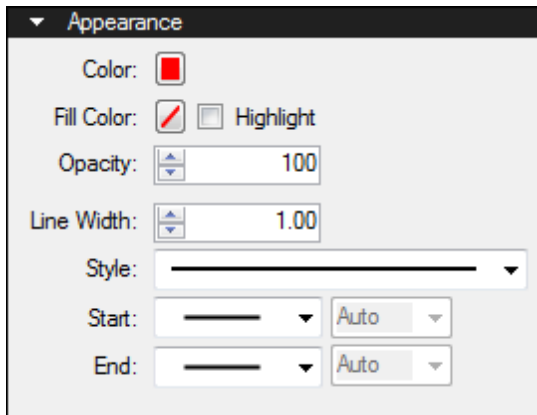 Appearance
Color:
Fill Color: Highlight
Opacity: 100
Line Width: 1.00
Style:
Start: Auto
End: Auto